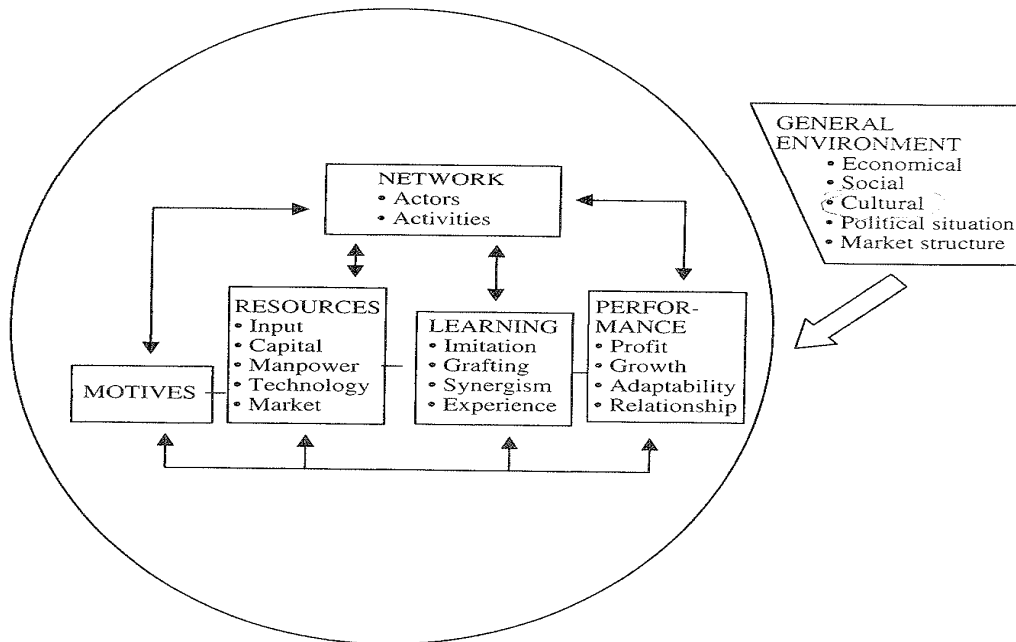 GENERAL
ENVIRONMENT
• Economical
• Social
• Cultural
• Political situation
• Market structure
NETWORK
• Actors
• Activities
RESOURCES
• Input
• Capital
• Manpower
• Technology
• Market
LEARNING
• Imitation
• Grafting
• Synergism
• Experience
PERFOR-
MANCE
• Profit
• Growth
• Adaptability
• Relationship
MOTIVES